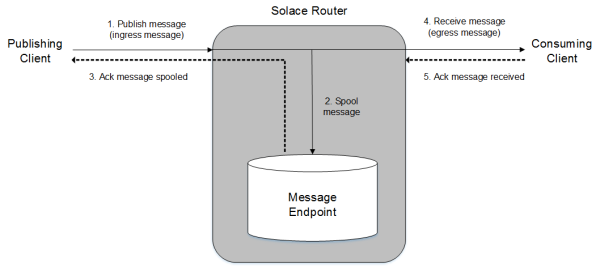 Solace Router
Publishing
Client
1. Publish message
(ingress message)
4. Receive message
(egress message)
Consuming
Client
3. Ack message spooled
5. Ack message received
2. Spool
message
Message
Endpoint